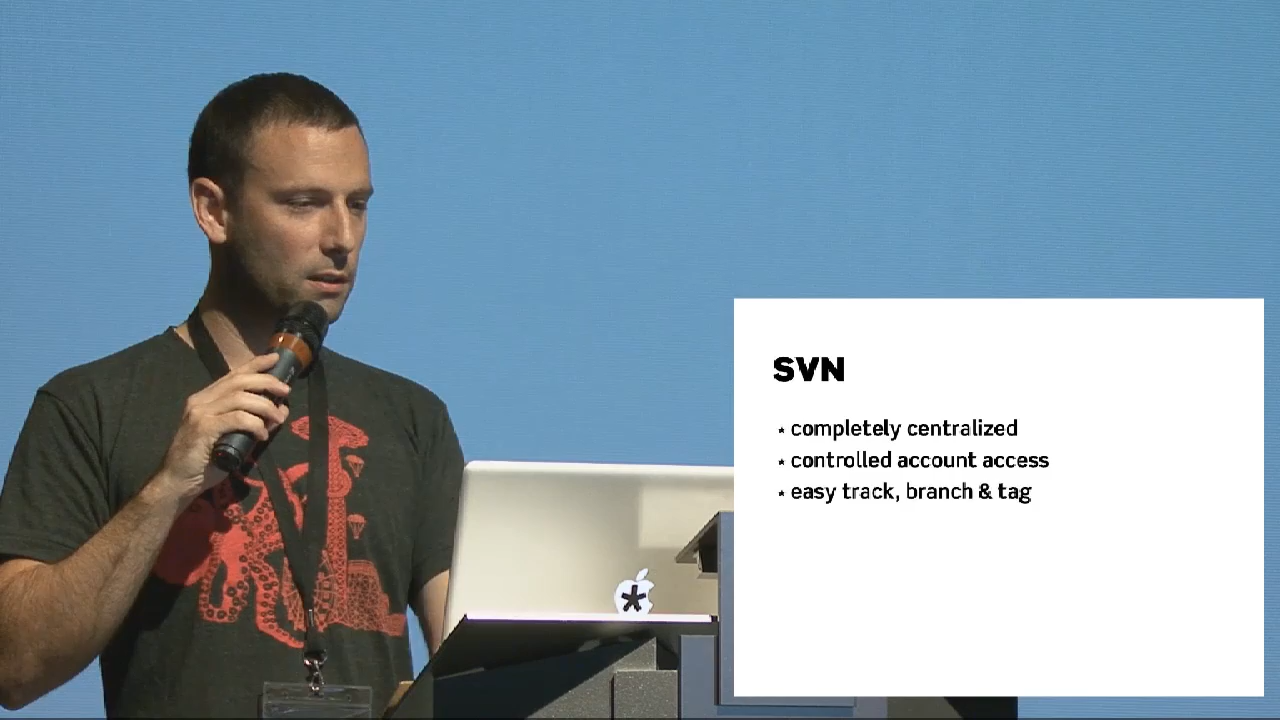 SVN
* completely centralized
* controlled account access
* easy track, branch & tag